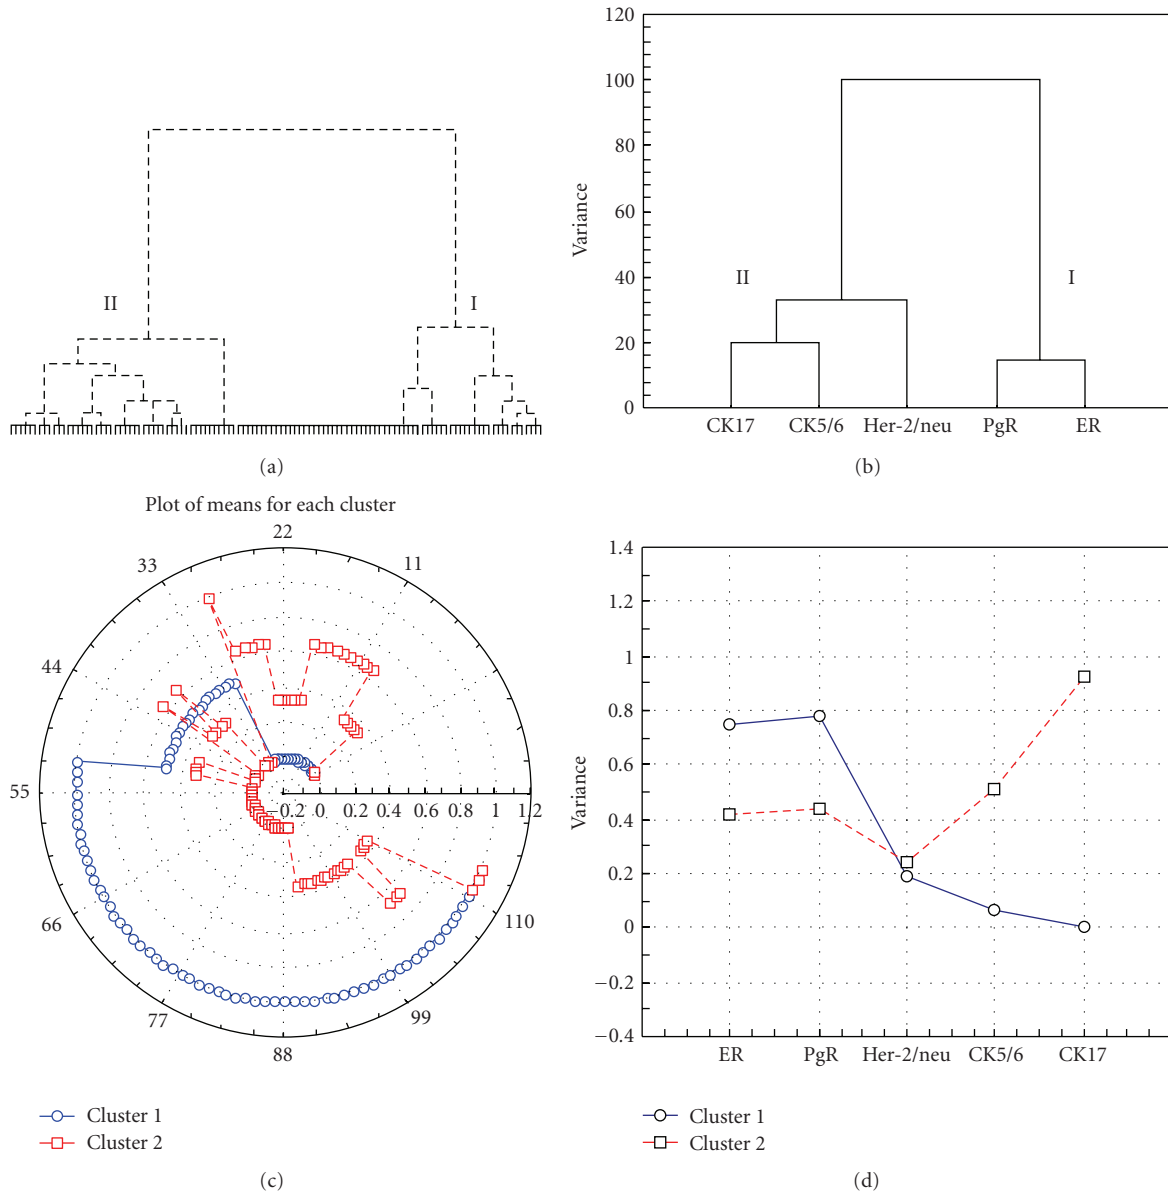 II
I
(a)
120
100
80
60
40
20
0
Variance
II
I
CK17 CK5/6 Her-2/neu PgR ER
(b)
Plot of means for each cluster
22
11
33
44
55
66
77
88
99
110
−0.2 0 0.2 0.4 0.6 0.8 1 1.2
Cluster 1
Cluster 2
(c)
1.4
1.2
1
0.8
0.6
0.4
0.2
0
−0.2
−0.4
Variance
ER PgR Her-2/neu CK5/6 CK17
Cluster 1
Cluster 2
(d)